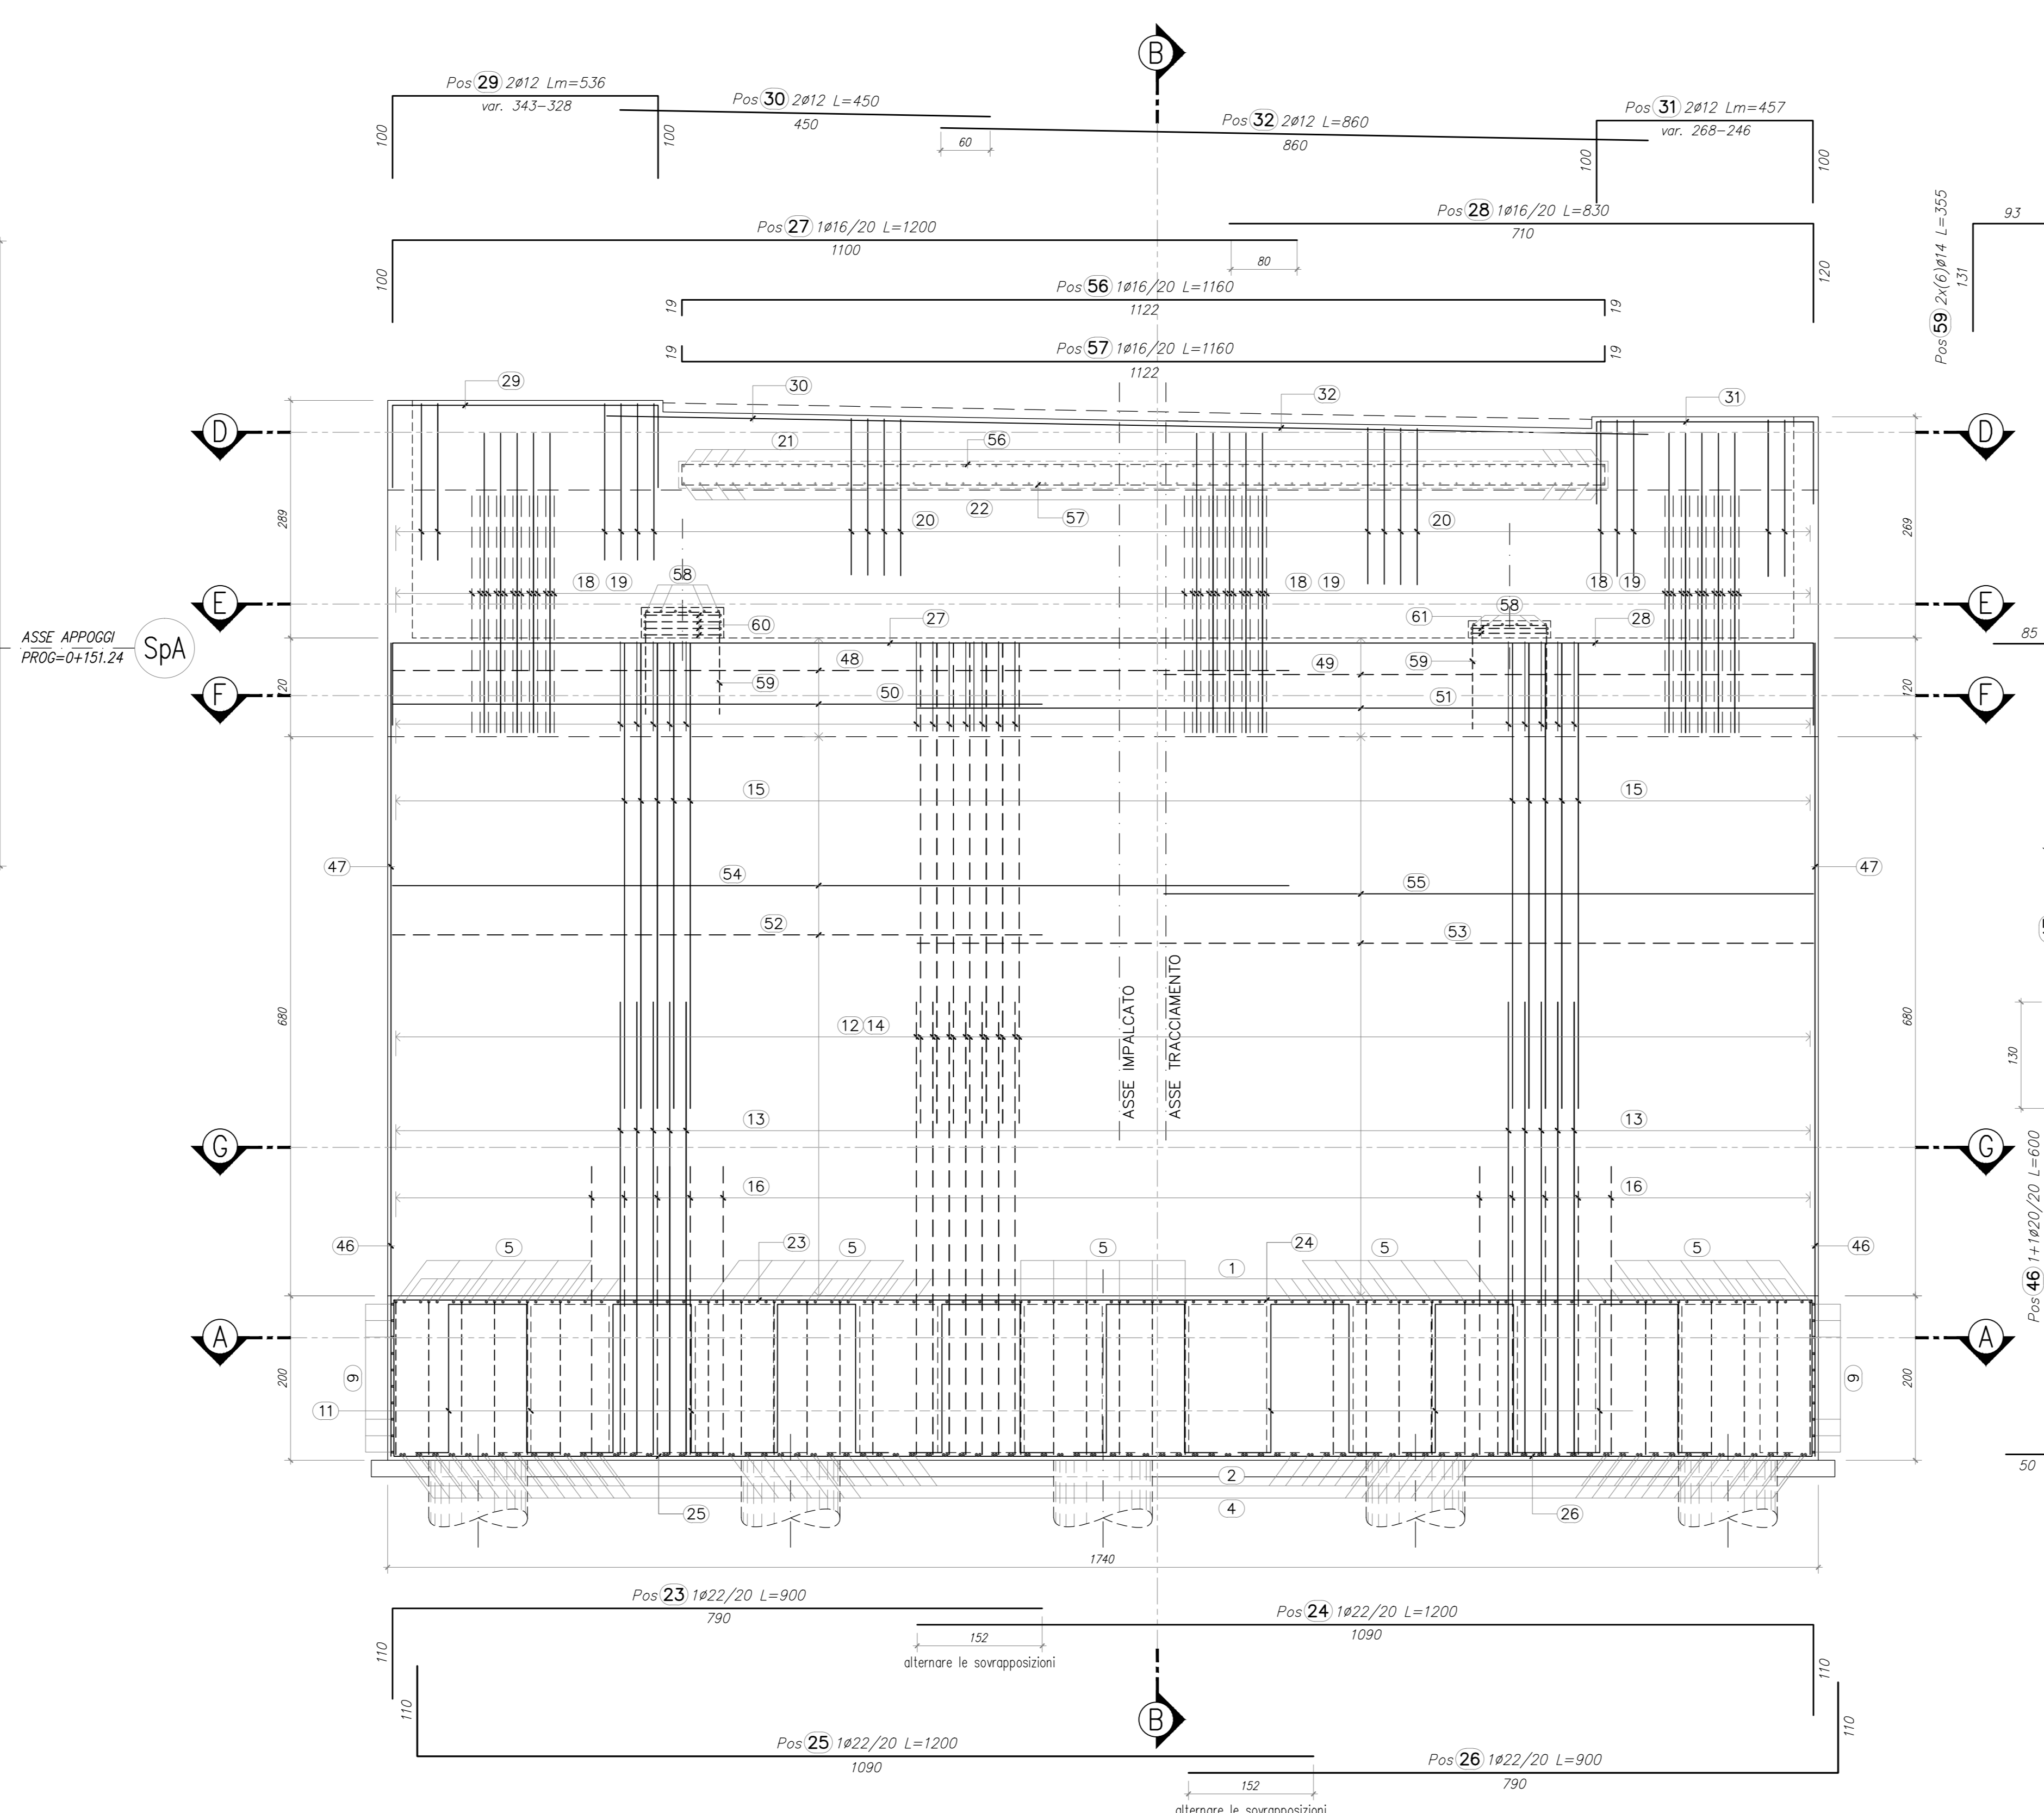 B
Pos 29 2ø12 Lm=536
var. 343-328
100
100
Pos 30 2ø12 L=450
450
60
Pos 32 2ø12 L=860
860
Pos 31 2ø12 Lm=457
var. 268-246
100
100
Pos 27 1ø16/20 L=1200
1100
100
80
Pos 28 1ø16/20 L=830
710
120
Pos 56 1ø16/20 L=1160
1122
19
19
Pos 57 1ø16/20 L=1160
1122
19
19
Pos 59 2x(6)ø14 L=355
131
93
29
30
32
31
D
D
21
56
22
57
20
20
289
269
18 19
58
18 19
58
18 19
E
E
60
27
61
28
ASSE APPOGGI
PROG=0+151.24
SpA
85
48
59
49
59
50
51
120
120
F
F
15
15
47
47
54
55
52
53
680
680
ASSE IMPALCATO
ASSE TRACCIAMENTO
12 14
130
13
13
G
G
16
16
Pos 46 1+1ø20/20 L=600
46
46
5
23
5
5
24
5
5
1
A
A
200
200
9
9
11
2
4
25
26
50
1740
Pos 23 1ø22/20 L=900
790
110
Pos 24 1ø22/20 L=1200
1090
110
152
alternare le sovrapposizioni
B
Pos 25 1ø22/20 L=1200
1090
110
Pos 26 1ø22/20 L=900
790
110
152
alternare le sovrapposizioni